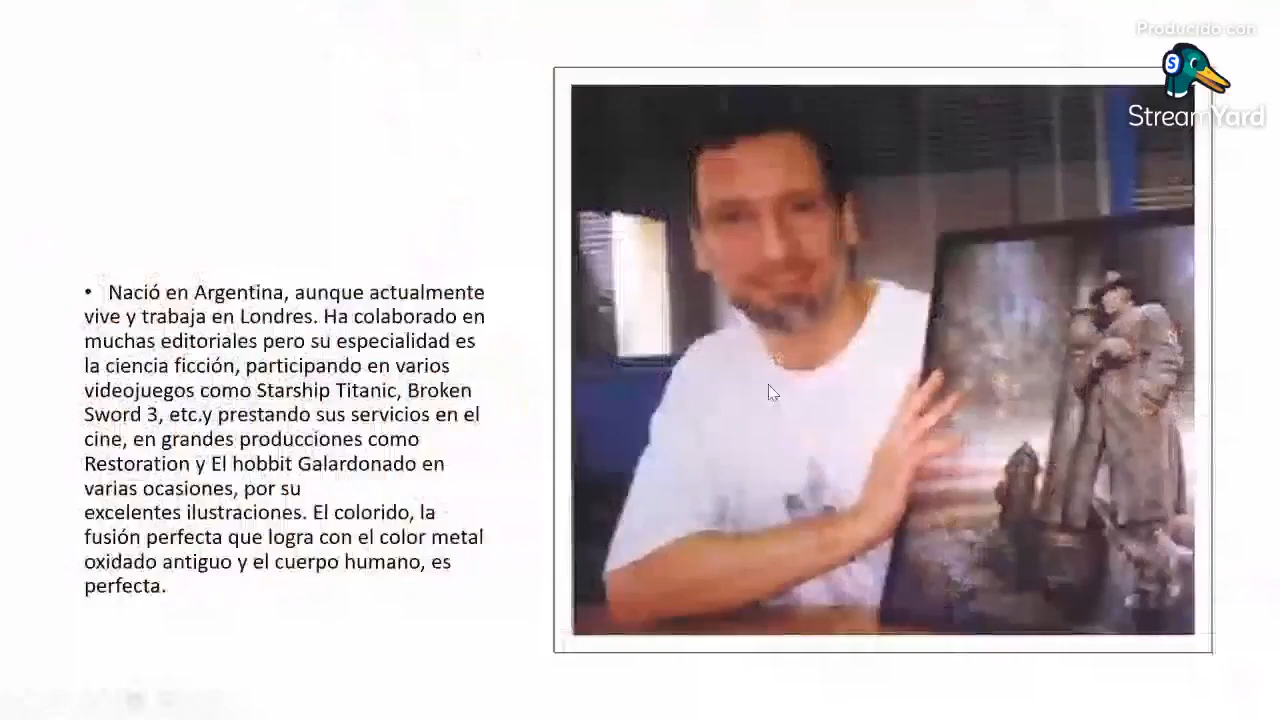 Producido con
StreamYard
• Nació en Argentina, aunque actualmente
vive y trabaja en Londres. Ha colaborado en
muchas editoriales pero su especialidad es
la ciencia ficción, participando en varios
videojuegos como Starship Titanic, Broken
Sword 3, etc.y prestando sus servicios en el
cine, en grandes producciones como
Restoration y El hobbit Galardonado en
varias ocasiones, por su
excelentes ilustraciones. El colorido, la
fusión perfecta que logra con el color metal
oxidado antiguo y el cuerpo humano, es
perfecta.